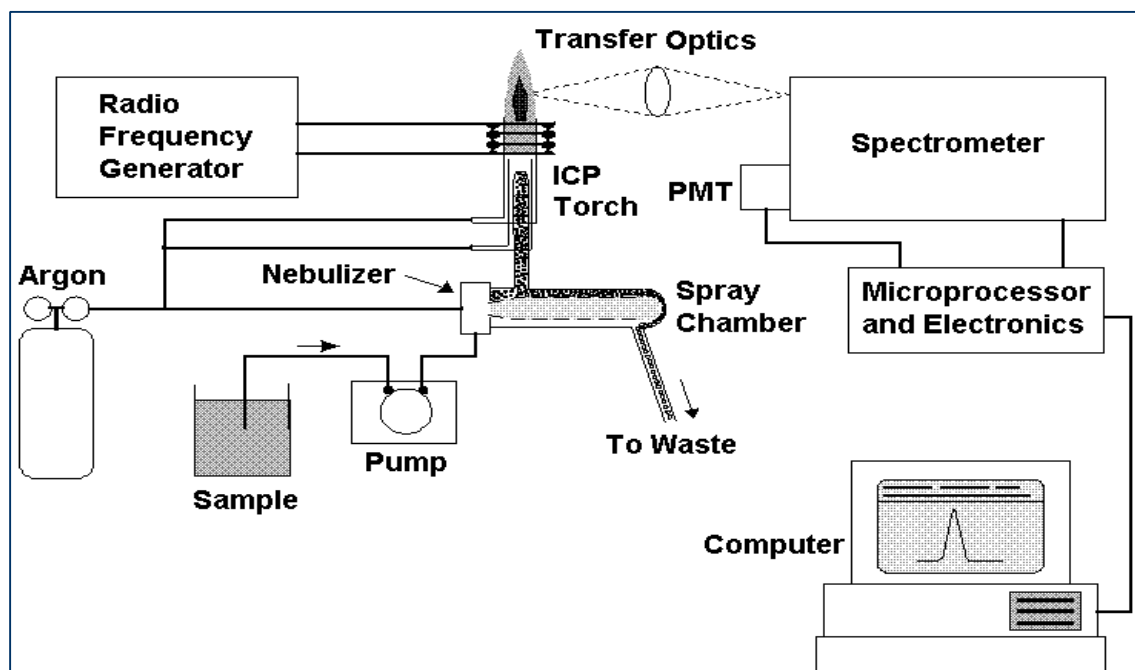 Transfer Optics
Radio
Frequency
Generator
Spectrometer
ICP
Torch
PMT
Argon
Nebulizer
Spray
Chamber
Microprocessor
and Electronics
To Waste
Pump
Sample
Computer